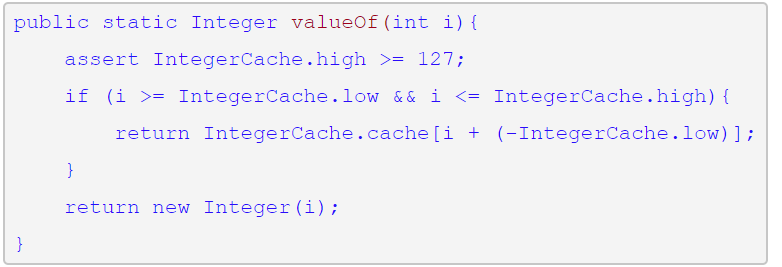 public static Integer valueOf(int i){
    assert IntegerCache.high >= 127;
    if (i >= IntegerCache.low && i <= IntegerCache.high){
        return IntegerCache.cache[i + (-IntegerCache.low)];
    }
    return new Integer(i);
}